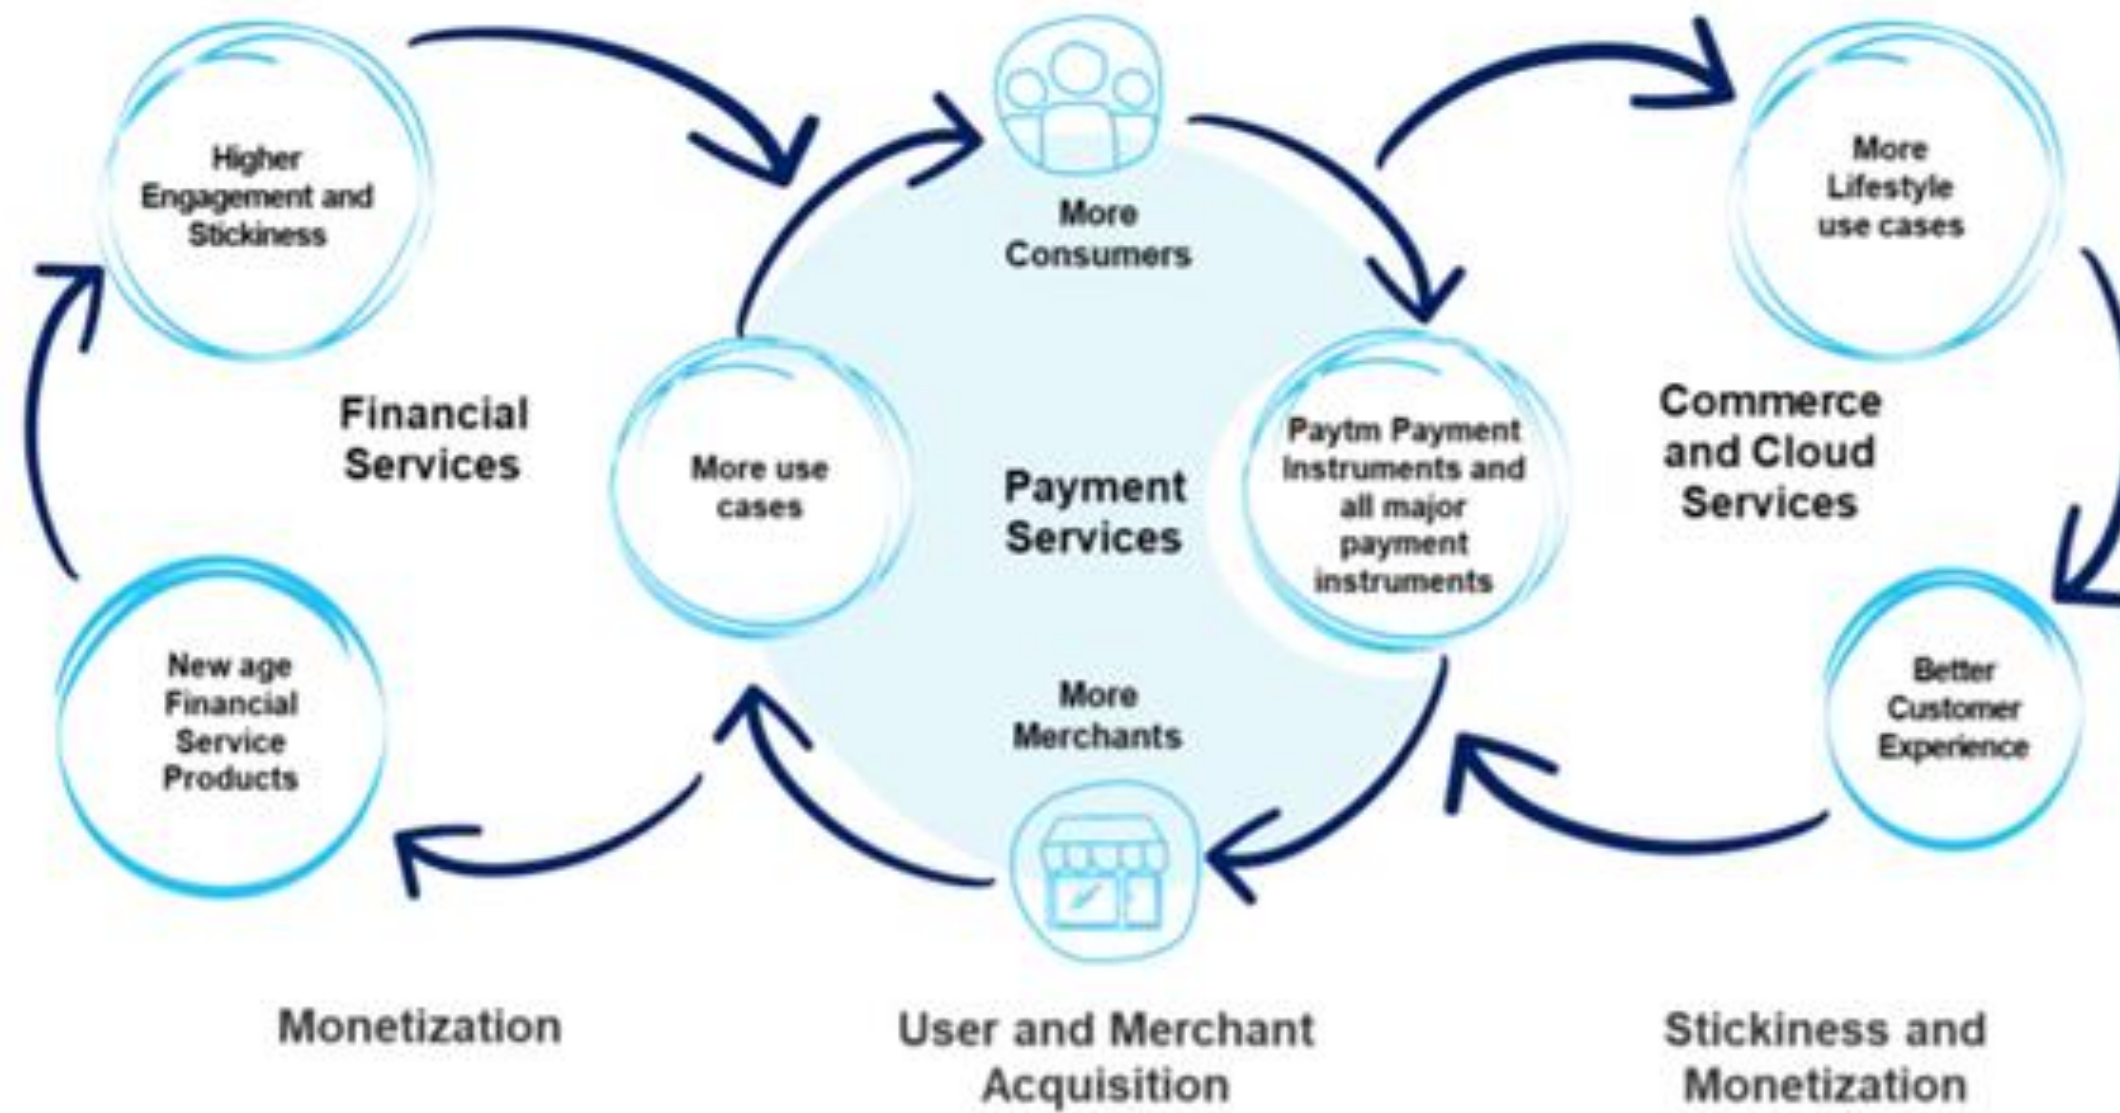 Higher
Engagement and
Stickiness
Financial
Services
New age
Financial
Service
Products
More use
cases
More
Consumers
Payment
Services
More
Merchants
Paytm Payment
Instruments and
all major
payment
instruments
More
Lifestyle
use cases
Commerce
and Cloud
Services
Better
Customer
Experience
Monetization
User and Merchant
Acquisition
Stickiness and
Monetization